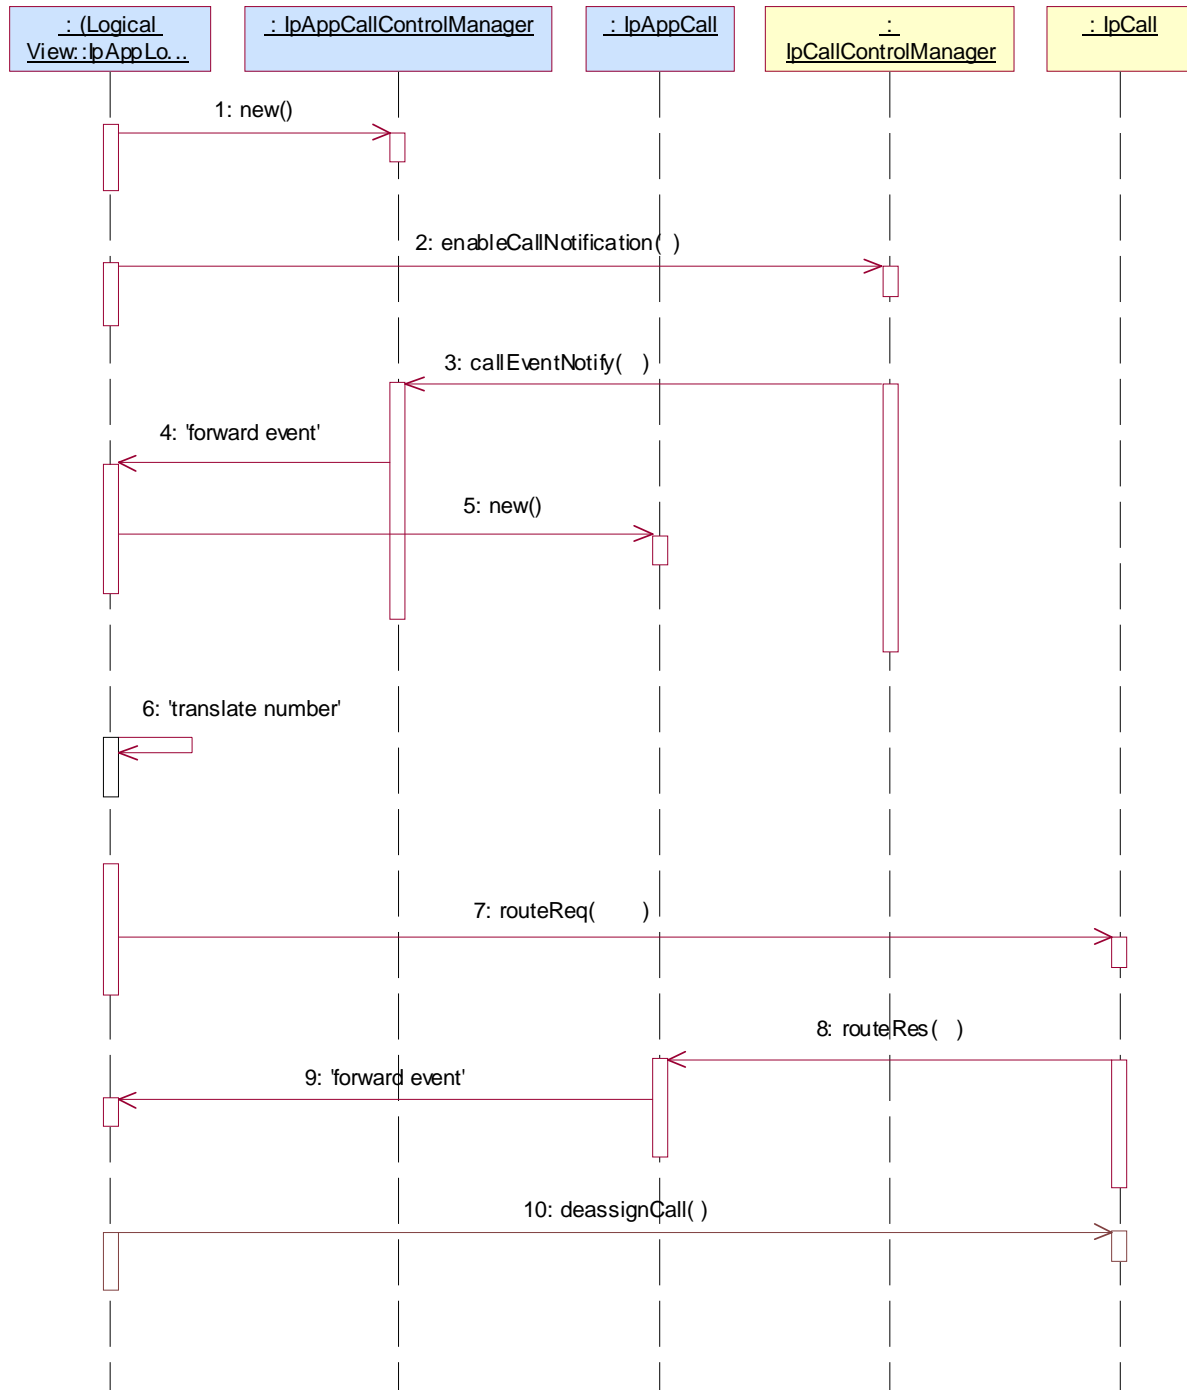 : (Logical
View::IpAppLo...
: IpAppCallControlManager
: IpAppCall
:
IpCallControlManager
: IpCall
1: new()
2: enableCallNotification( )
3: callEventNotify( )
4: 'forward event'
5: new()
6: 'translate number'
7: routeReq( )
8: routeRes( )
9: 'forward event'
10: deassignCall( )